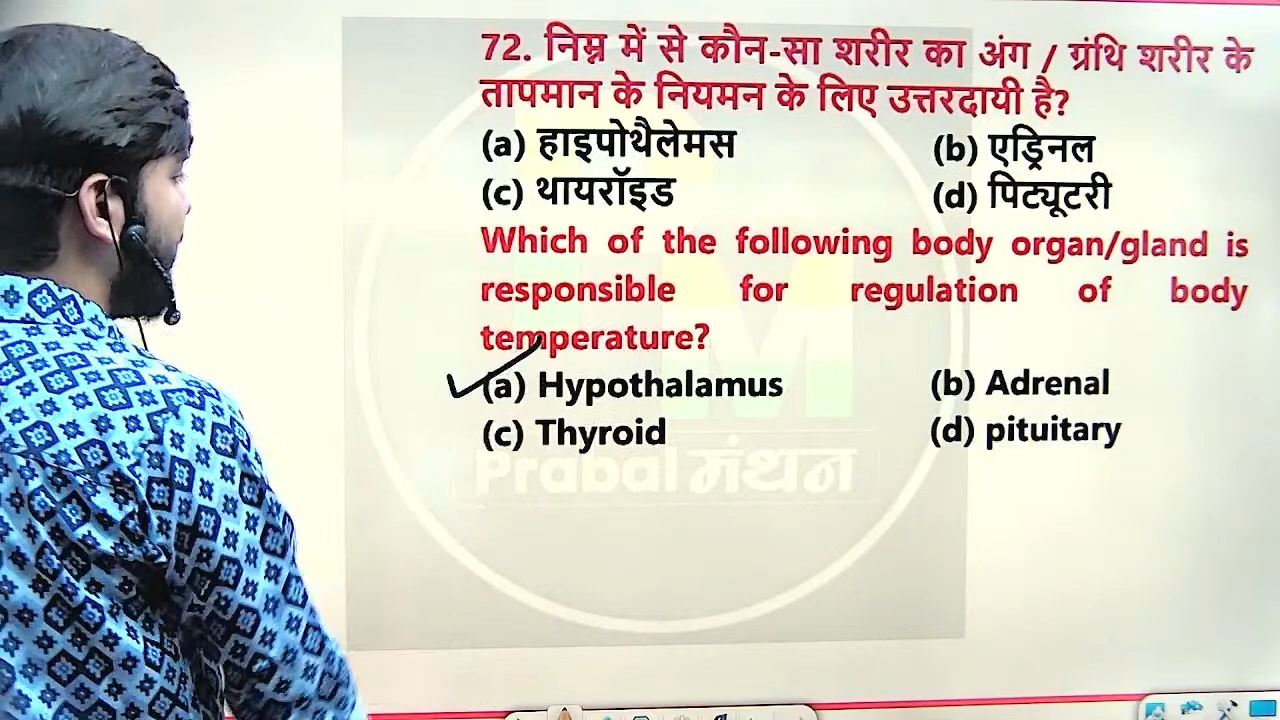 72. निम्न में से कौन-सा शरीर का अंग / ग्रंथि शरीर के
तापमान के नियमन के लिए उत्तरदायी है?
(a) हाइपोथैलेमस (b) एड्रिनल
(c) थायरॉइड (d) पिट्यूटरी
Which of the following body organ/gland is
responsible for regulation of body
temperature?
(a) Hypothalamus (b) Adrenal
(c) Thyroid (d) pituitary
Prabal मंथन